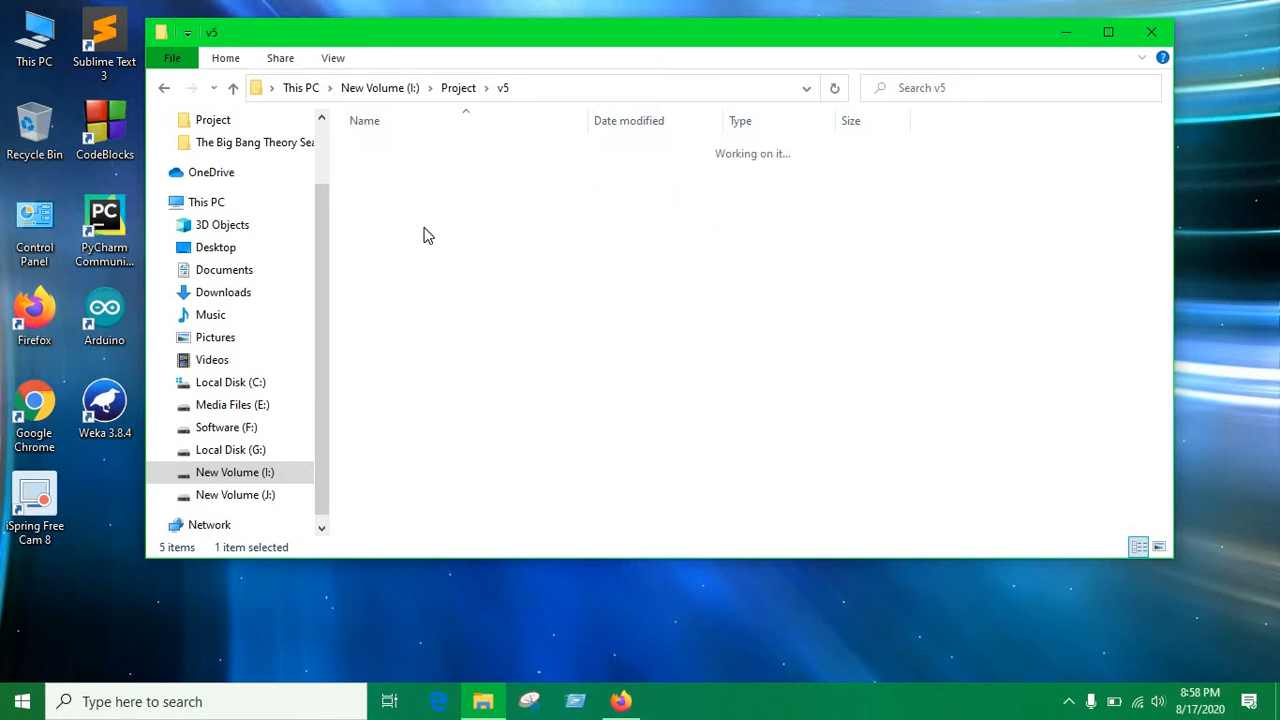 This PC
Sublime Text
3
Recycle Bin
CodeBlocks
Control
Panel
PyCharm
Communi...
Firefox
Arduino
Google
Chrome
Weka 3.8.4
iSpring Free
Cam 8
v5
File
Home
Share
View
This PC
New Volume (I:)
Project
v5
Search v5
Project
The Big Bang Theory Sea
OneDrive
This PC
3D Objects
Desktop
Documents
Downloads
Music
Pictures
Videos
Local Disk (C:)
Media Files (E:)
Software (F:)
Local Disk (G:)
New Volume (I:)
New Volume (J:)
Network
Name
Date modified
Type
Size
Working on it...
5 items
1 item selected
Type here to search
8:58 PM
8/17/2020